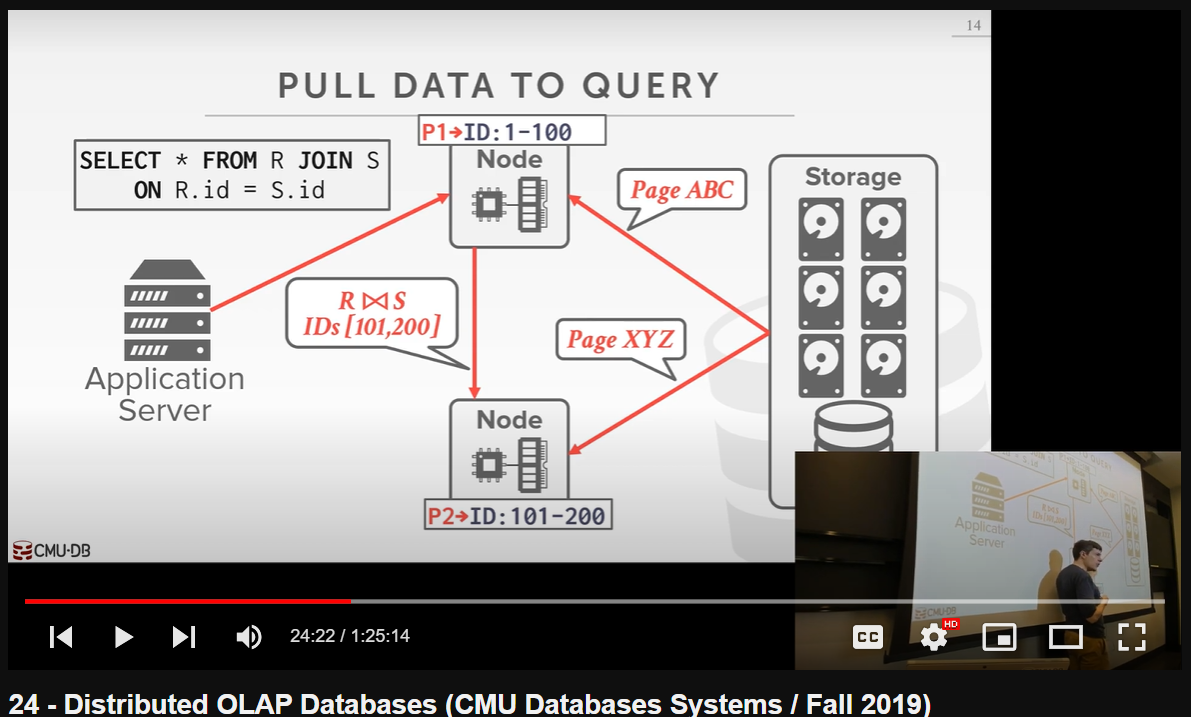 14
PULL DATA TO QUERY
P1→ID:1-100
SELECT * FROM R JOIN S
ON R.id = S.id
Node
Page ABC
Storage
R ⋈ S
IDs [101,200]
Page XYZ
Application
Server
Node
P2→ID:101-200
CMU·DB
Application
Server
CMU·DB
24:22 / 1:25:14
CC
HD
24 - Distributed OLAP Databases (CMU Databases Systems / Fall 2019)